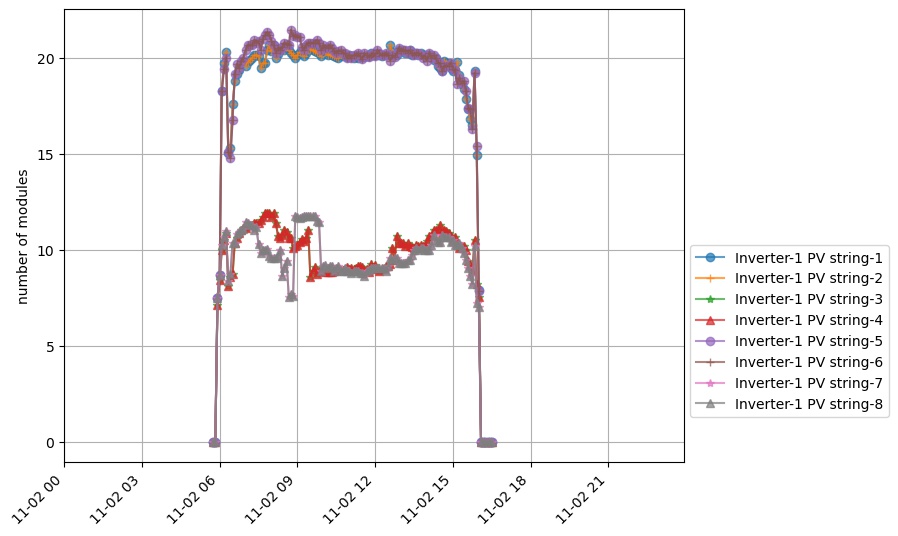 number of modules
20
15
10
5
0
11-02 00
11-02 03
11-02 06
11-02 09
11-02 12
11-02 15
11-02 18
11-02 21
Inverter-1 PV string-1
Inverter-1 PV string-2
Inverter-1 PV string-3
Inverter-1 PV string-4
Inverter-1 PV string-5
Inverter-1 PV string-6
Inverter-1 PV string-7
Inverter-1 PV string-8